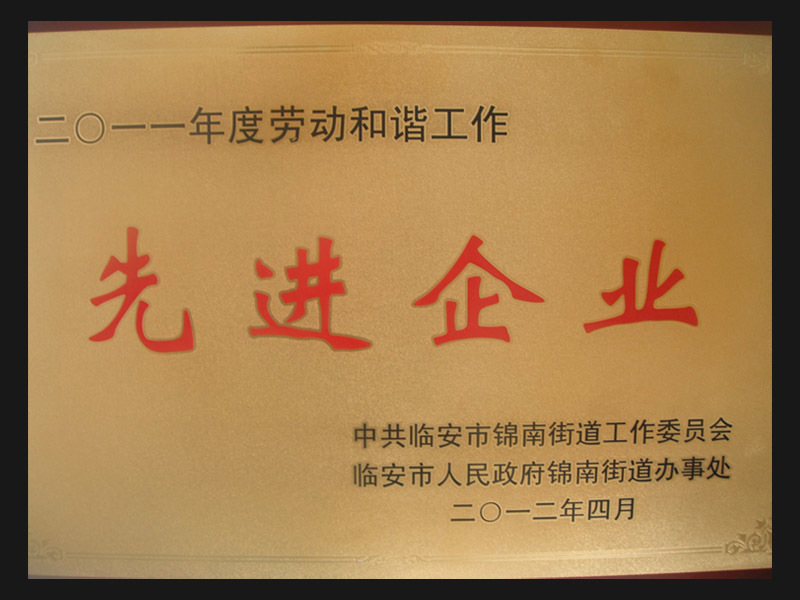 二〇一一年度劳动和谐工作
先进企业
中共临安市锦南街道工作委员会
临安市人民政府锦南街道办事处
二〇一二年四月